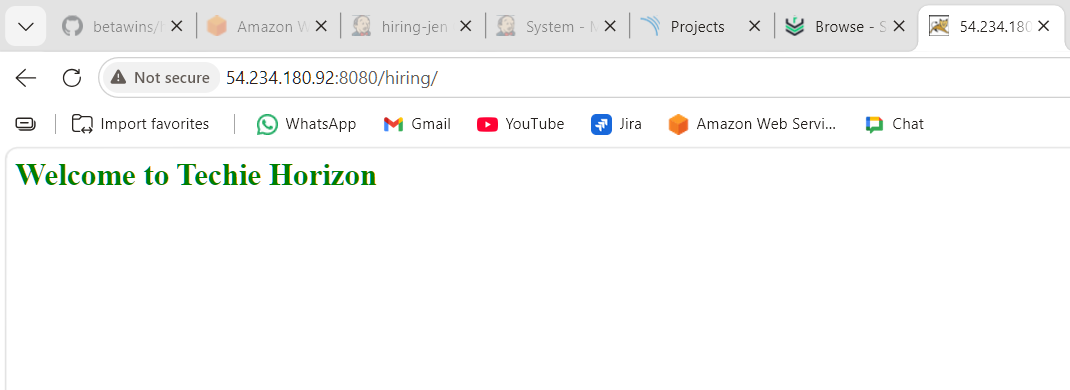 betawins/h
Amazon W
hiring-jen
System - M
Projects
Browse - S
54.234.180
Not secure
54.234.180.92:8080/hiring/
Import favorites
WhatsApp
Gmail
YouTube
Jira
Amazon Web Servi...
Chat
Welcome to Techie Horizon